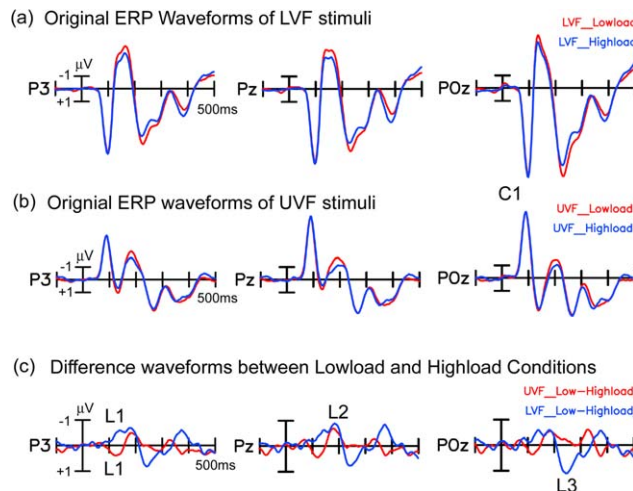 (a) Original ERP Waveforms of LVF stimuli
LVF__Lowload
LVF__Highload
-1 μV
P3
+1
500ms
Pz
POz
(b) Orignial ERP waveforms of UVF stimuli
C1
UVF__Lowload
UVF__Highload
-1 μV
P3
+1
500ms
Pz
POz
(c) Difference waveforms between Lowload and Highload Conditions
UVF__Low-Highload
LVF__Low-Highload
-1 μV
L1
P3
+1
L1
500ms
L2
Pz
POz
L3